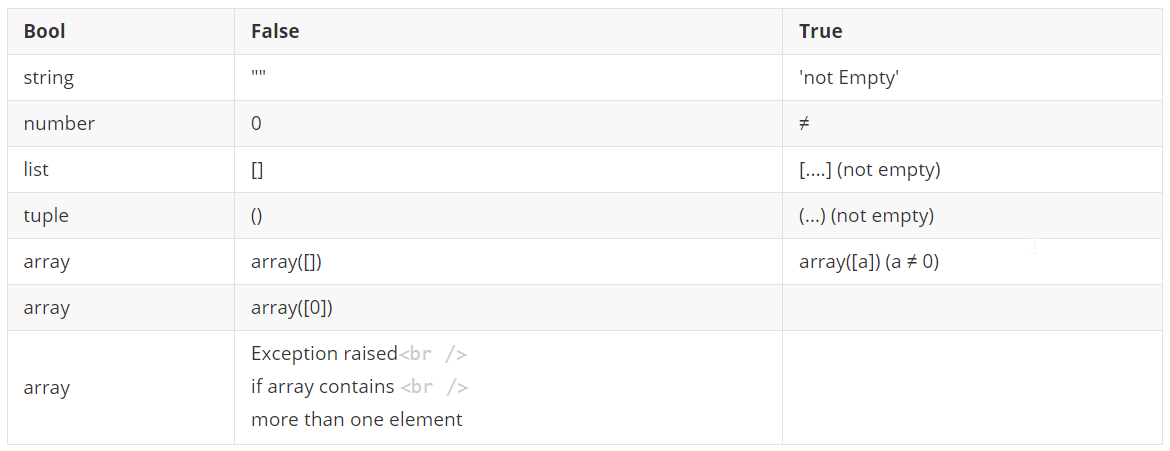 Bool False True
string "" 'not Empty'
number 0 ≠
list [] [....] (not empty)
tuple () (...) (not empty)
array array([]) array([a]) (a ≠ 0)
array array([0])
array Exception raised<br />
if array contains <br />
more than one element